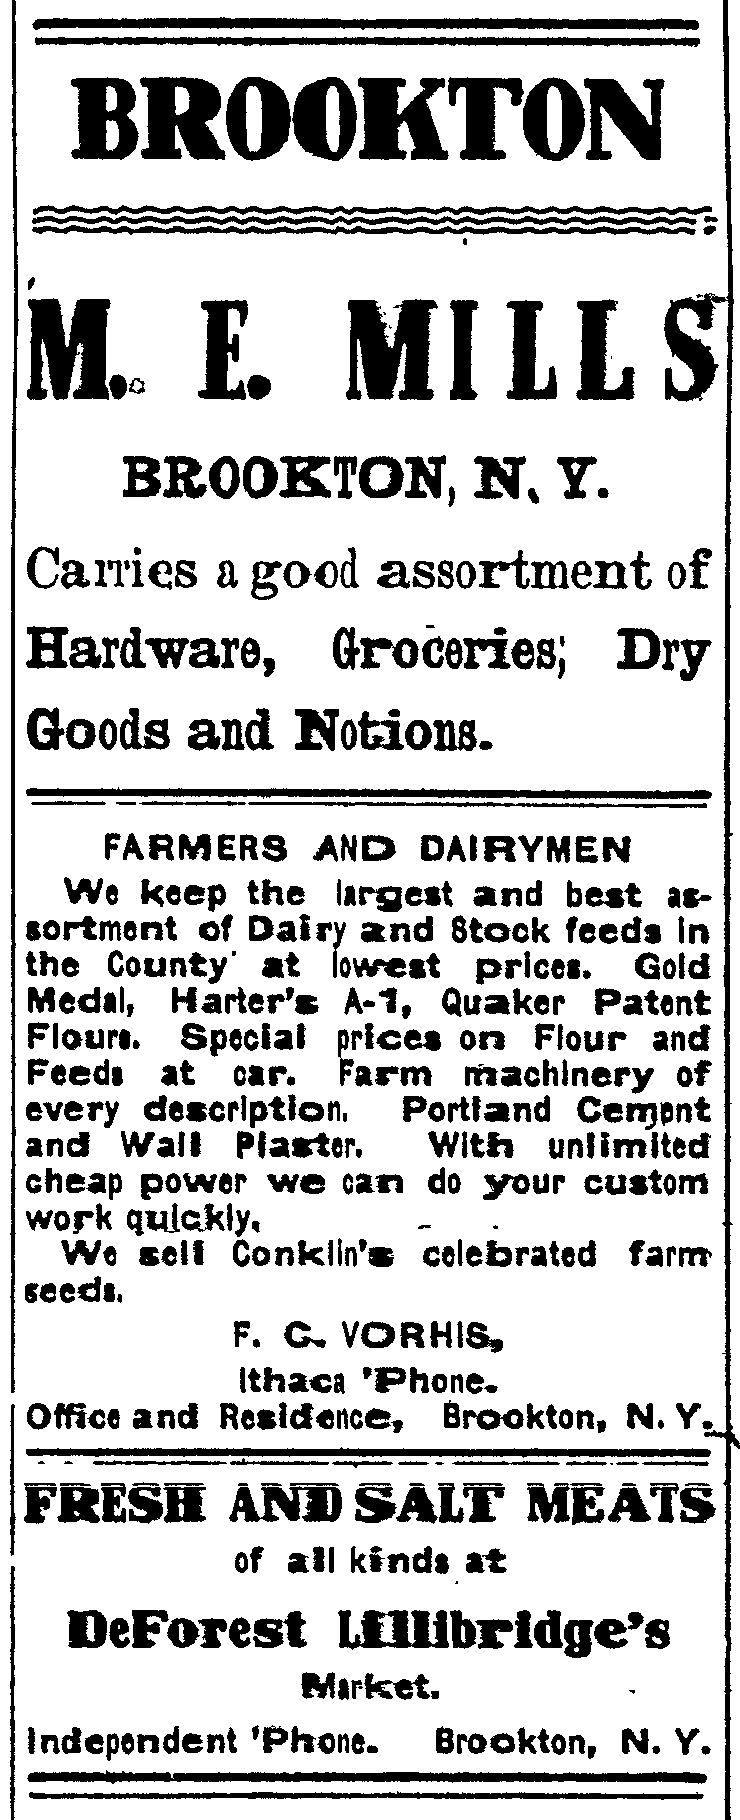 BROOKTON
M. E. MILLS
BROOKTON, N. Y.
Carries a good assortment of
Hardware, Groceries; Dry
Goods and Notions.
FARMERS AND DAIRYMEN
We keep the largest and best as-
sortment of Dairy and Stock feeds in
the County at lowest prices. Gold
Medal, Harter's A-1, Quaker Patent
Flours. Special prices on Flour and
Feeds at car. Farm machinery of
every description. Portland Cement
and Wall Plaster. With unlimited
cheap power we can do your custom
work quickly.
We sell Conklin's celebrated farm
seeds.
F. C. VORHIS,
Ithaca 'Phone.
Office and Residence, Brookton, N. Y.
FRESH AND SALT MEATS
of all kinds at
DeForest Lillibridge's
Market.
Independent 'Phone. Brookton, N. Y.